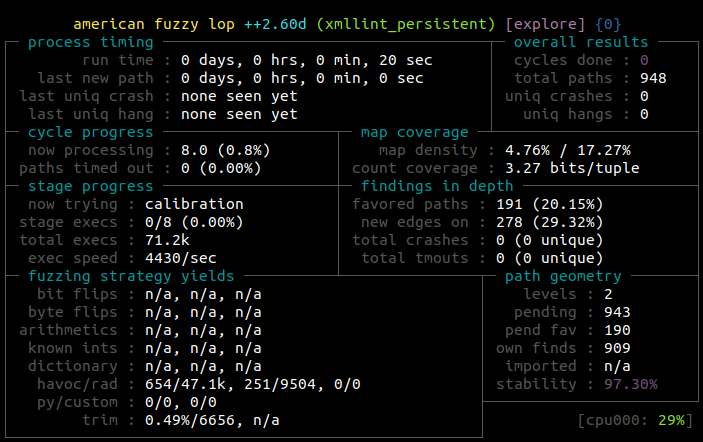 american fuzzy lop ++2.60d (xmllint_persistent) [explore] {0}
process timing
run time : 0 days, 0 hrs, 0 min, 20 sec
last new path : 0 days, 0 hrs, 0 min, 0 sec
last uniq crash : none seen yet
last uniq hang : none seen yet
overall results
cycles done : 0
total paths : 948
uniq crashes : 0
uniq hangs : 0
cycle progress
now processing : 8.0 (0.8%)
paths timed out : 0 (0.00%)
map coverage
map density : 4.76% / 17.27%
count coverage : 3.27 bits/tuple
stage progress
now trying : calibration
stage execs : 0/8 (0.00%)
total execs : 71.2k
exec speed : 4430/sec
findings in depth
favored paths : 191 (20.15%)
new edges on : 278 (29.32%)
total crashes : 0 (0 unique)
total tmouts : 0 (0 unique)
fuzzing strategy yields
bit flips : n/a, n/a, n/a
byte flips : n/a, n/a, n/a
arithmetics : n/a, n/a, n/a
known ints : n/a, n/a, n/a
dictionary : n/a, n/a, n/a
havoc/rad : 654/47.1k, 251/9504, 0/0
py/custom : 0/0, 0/0
trim : 0.49%/6656, n/a
path geometry
levels : 2
pending : 943
pend fav : 190
own finds : 909
imported : n/a
stability : 97.30%
[cpu000: 29%]